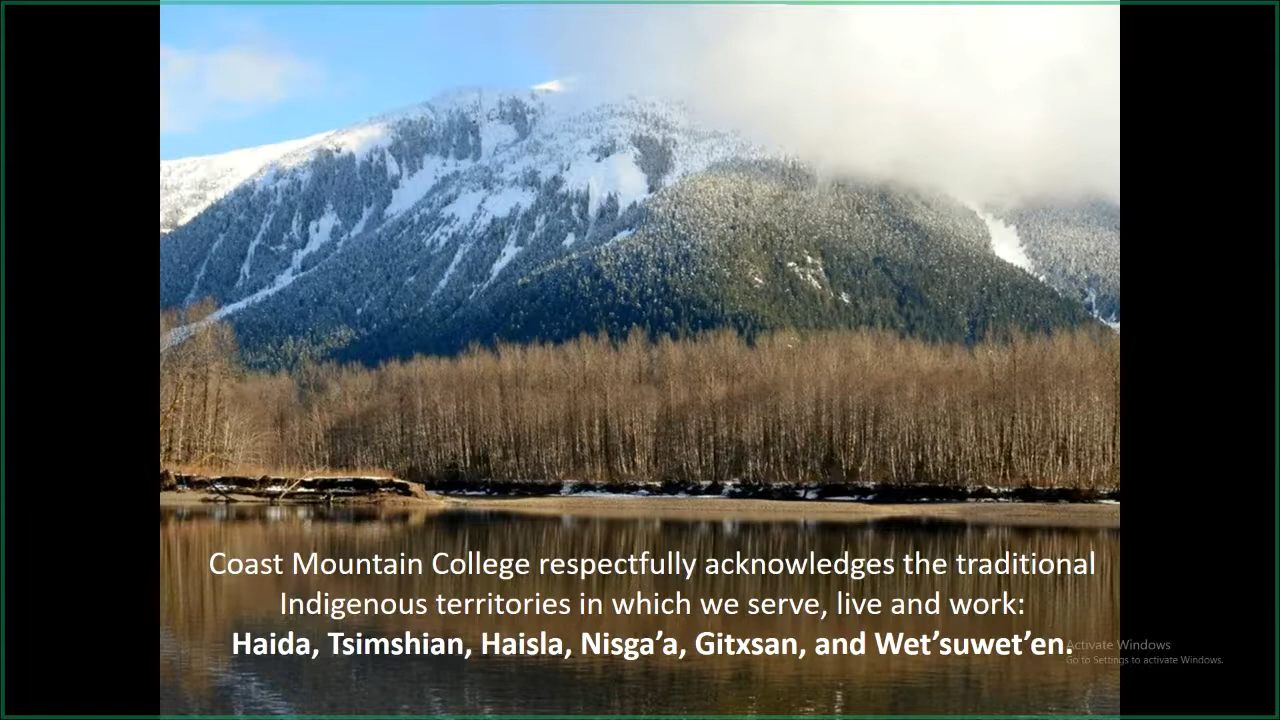 Coast Mountain College respectfully acknowledges the traditional
Indigenous territories in which we serve, live and work:
Haida, Tsimshian, Haisla, Nisga’a, Gitxsan, and Wet’suwet’en.
Activate Windows
Go to Settings to activate Windows.